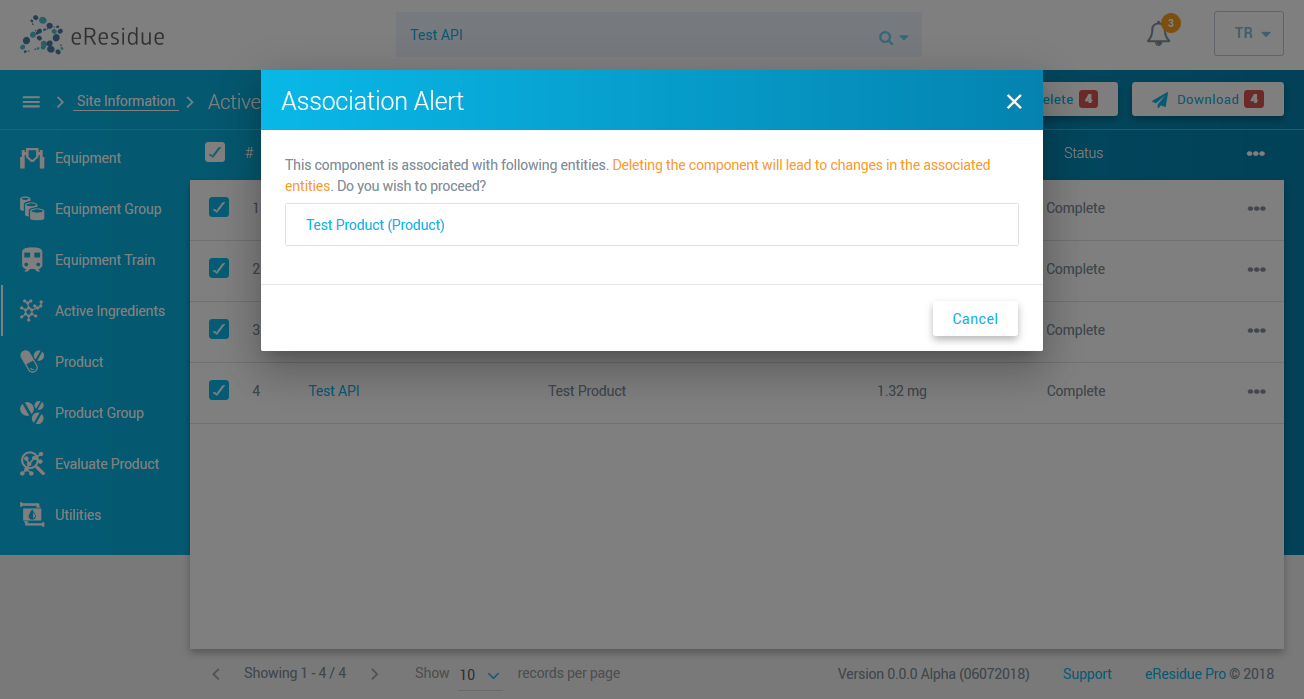 eResidue
Test API
3
TR
Site Information
Active
Association Alert
elete 4
Download 4
#
Status
This component is associated with following entities. Deleting the component will lead to changes in the associated
entities. Do you wish to proceed?
Test Product (Product)
Cancel
Equipment
Equipment Group
Equipment Train
Active Ingredients
Product
Product Group
Evaluate Product
Utilities
1 Complete
2 Complete
3 Complete
4 Test API Test Product 1.32 mg Complete
Showing 1 - 4 / 4
Show 10 records per page
Version 0.0.0 Alpha (06072018)
Support
eResidue Pro © 2018